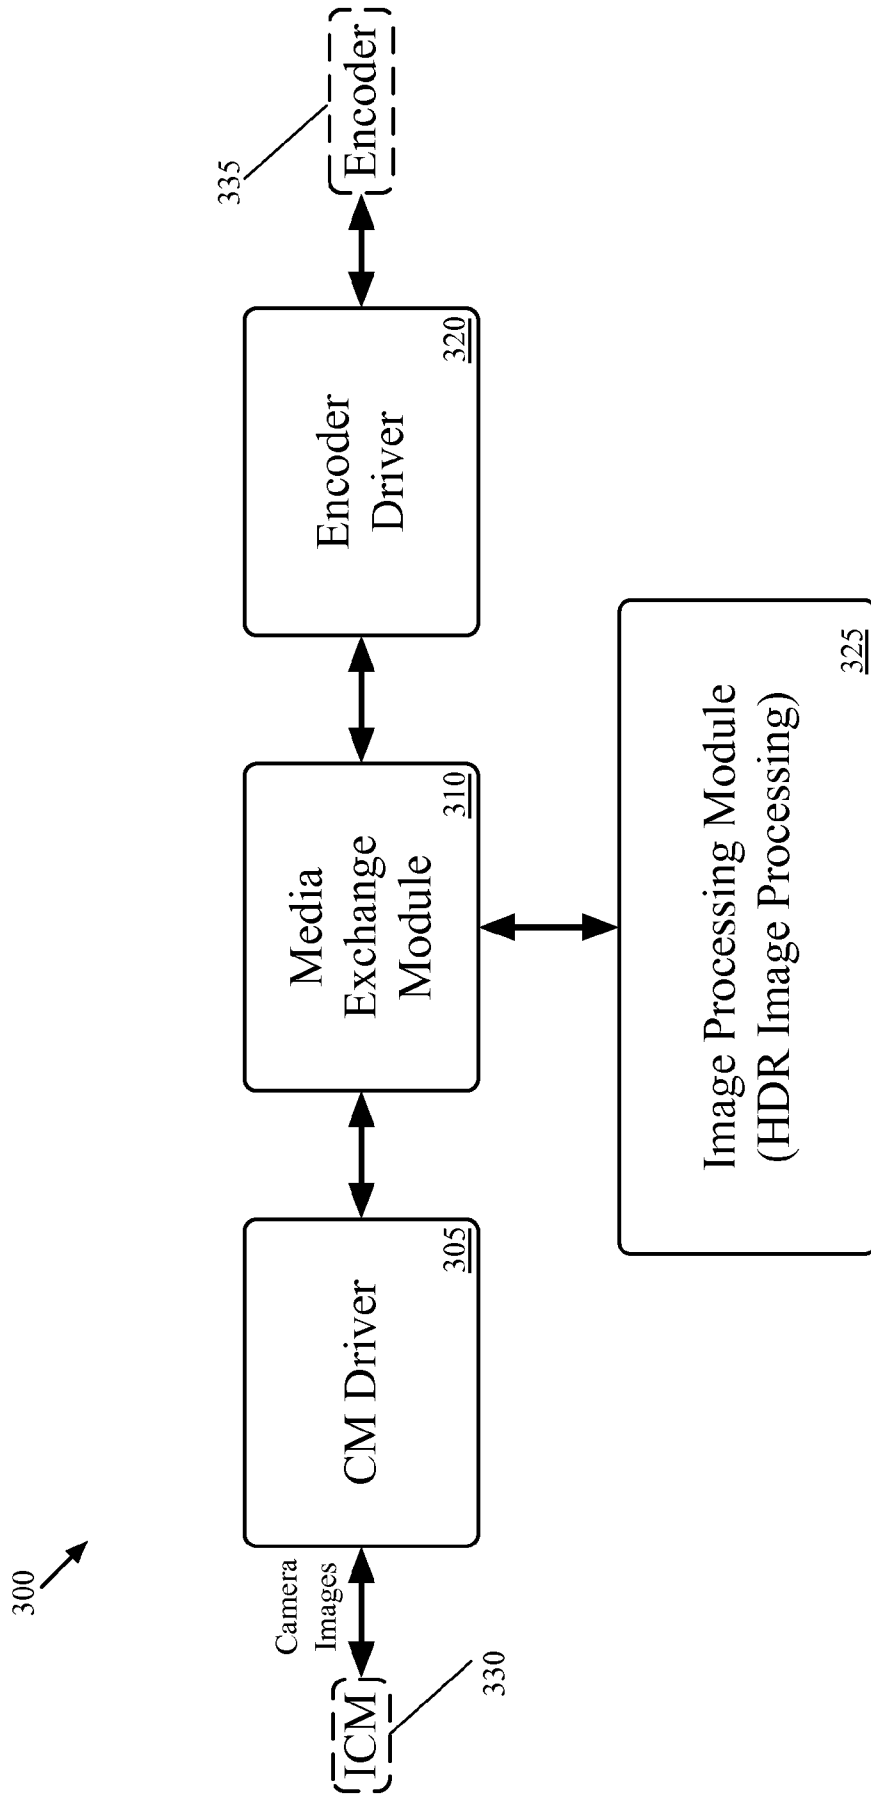 300
ICM
330
Camera
Images
CM Driver
305
Media
Exchange
Module
310
Encoder
Driver
320
Encoder
335
Image Processing Module
(HDR Image Processing)
325